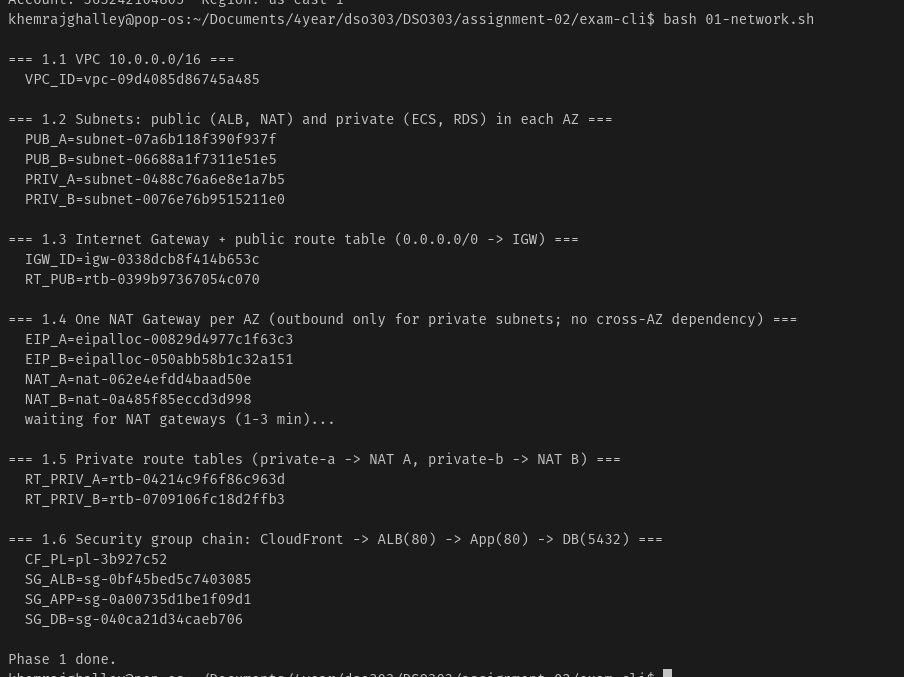 khemrajghalley@pop-os:~/Documents/4year/dso303/DSO303/assignment-02/exam-cli$ bash 01-network.sh
=== 1.1 VPC 10.0.0.0/16 ===
VPC_ID=vpc-09d4085d86745a485
=== 1.2 Subnets: public (ALB, NAT) and private (ECS, RDS) in each AZ ===
PUB_A=subnet-07a6b118f390f937f
PUB_B=subnet-06688a1f7311e51e5
PRIV_A=subnet-0488c76a6e8e1a7b5
PRIV_B=subnet-0076e76b9515211e0
=== 1.3 Internet Gateway + public route table (0.0.0.0/0 -> IGW) ===
IGW_ID=igw-0338dcb8f414b653c
RT_PUB=rtb-0399b97367054c070
=== 1.4 One NAT Gateway per AZ (outbound only for private subnets; no cross-AZ dependency) ===
EIP_A=eipalloc-00829d4977c1f63c3
EIP_B=eipalloc-050abb58b1c32a151
NAT_A=nat-062e4efdd4baad50e
NAT_B=nat-0a485f85eccd3d998
waiting for NAT gateways (1-3 min)...
=== 1.5 Private route tables (private-a -> NAT A, private-b -> NAT B) ===
RT_PRIV_A=rtb-04214c9f6f86c963d
RT_PRIV_B=rtb-0709106fc18d2ffb3
=== 1.6 Security group chain: CloudFront -> ALB(80) -> App(80) -> DB(5432) ===
CF_PL=pl-3b927c52
SG_ALB=sg-0bf45bed5c7403085
SG_APP=sg-0a00735d1be1f09d1
SG_DB=sg-040ca21d34caeb706
Phase 1 done.
khemrajghalley@pop-os:~/Documents/4year/dso303/DSO303/assignment-02/exam-cli$